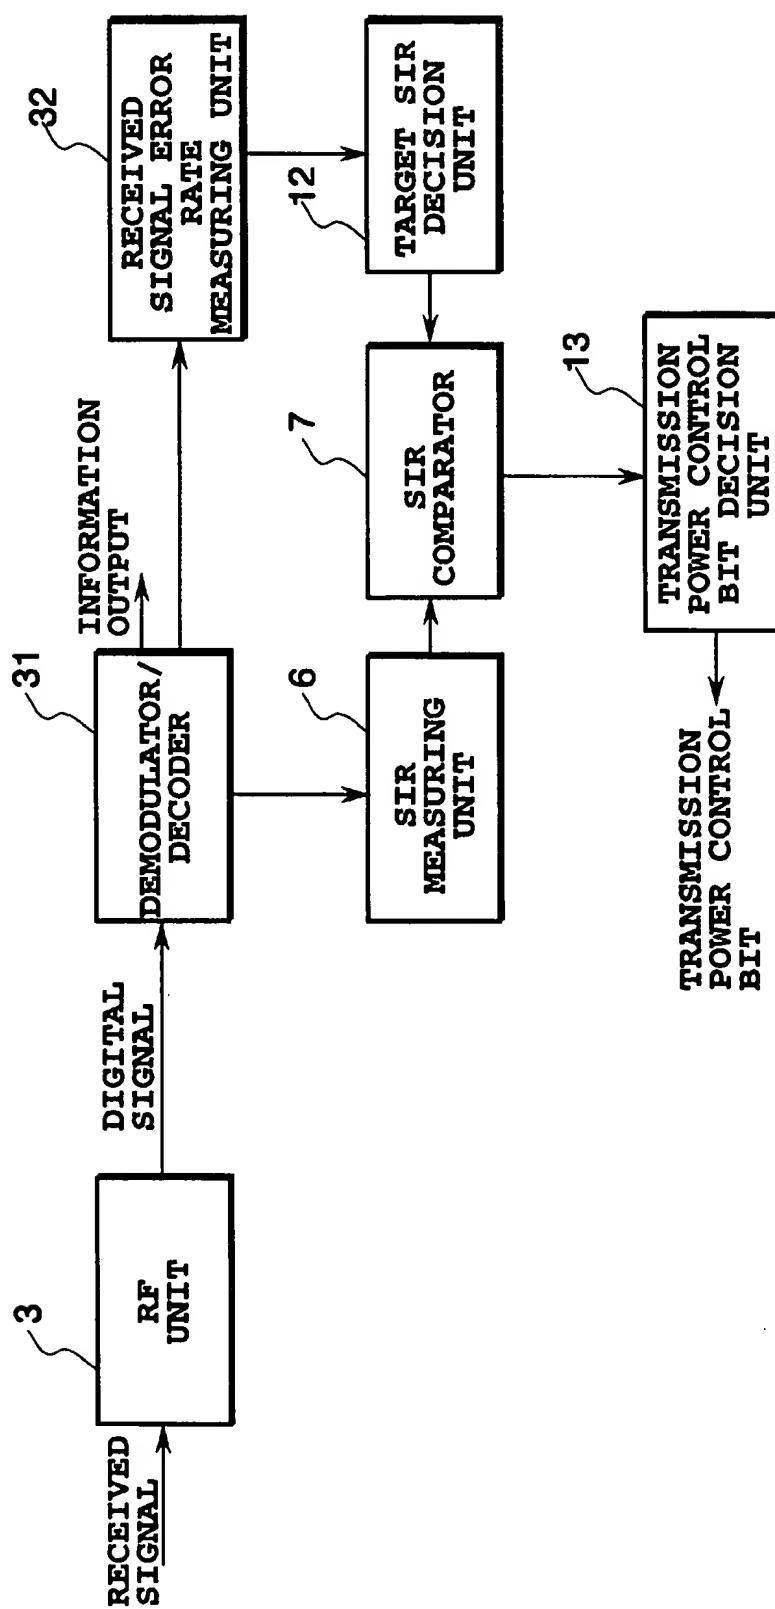 RECEIVED
SIGNAL
3
RF
UNIT
DIGITAL
SIGNAL
31
DEMODULATOR/
DECODER
INFORMATION
OUTPUT
32
RECEIVED
SIGNAL ERROR
RATE
MEASURING UNIT
6
SIR
MEASURING
UNIT
7
SIR
COMPARATOR
12
TARGET SIR
DECISION
UNIT
13
TRANSMISSION
POWER CONTROL
BIT DECISION
UNIT
TRANSMISSION
POWER CONTROL
BIT